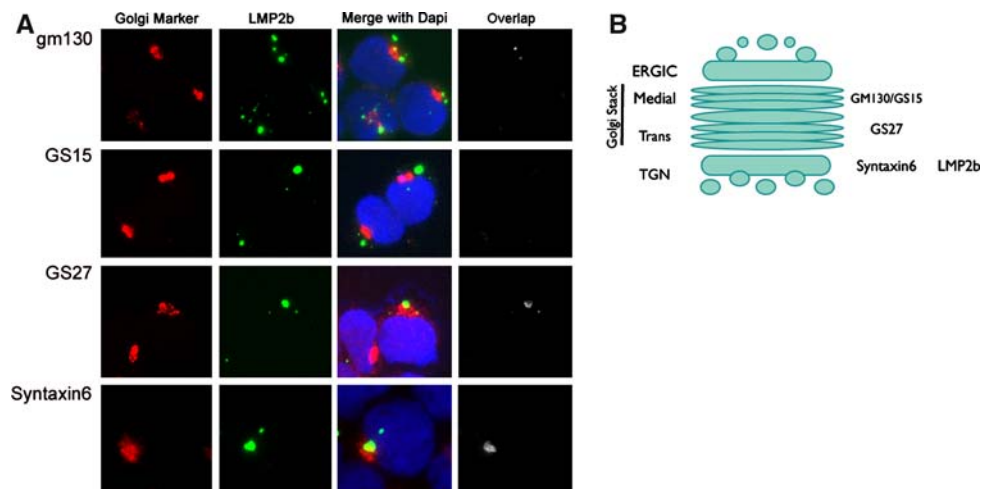 A
Golgi Marker LMP2b Merge with Dapi Overlap
gm130
GS15
GS27
Syntaxin6
B
ERGIC
Golgi Stack
Medial GM130/GS15
Trans GS27
TGN Syntaxin6 LMP2b